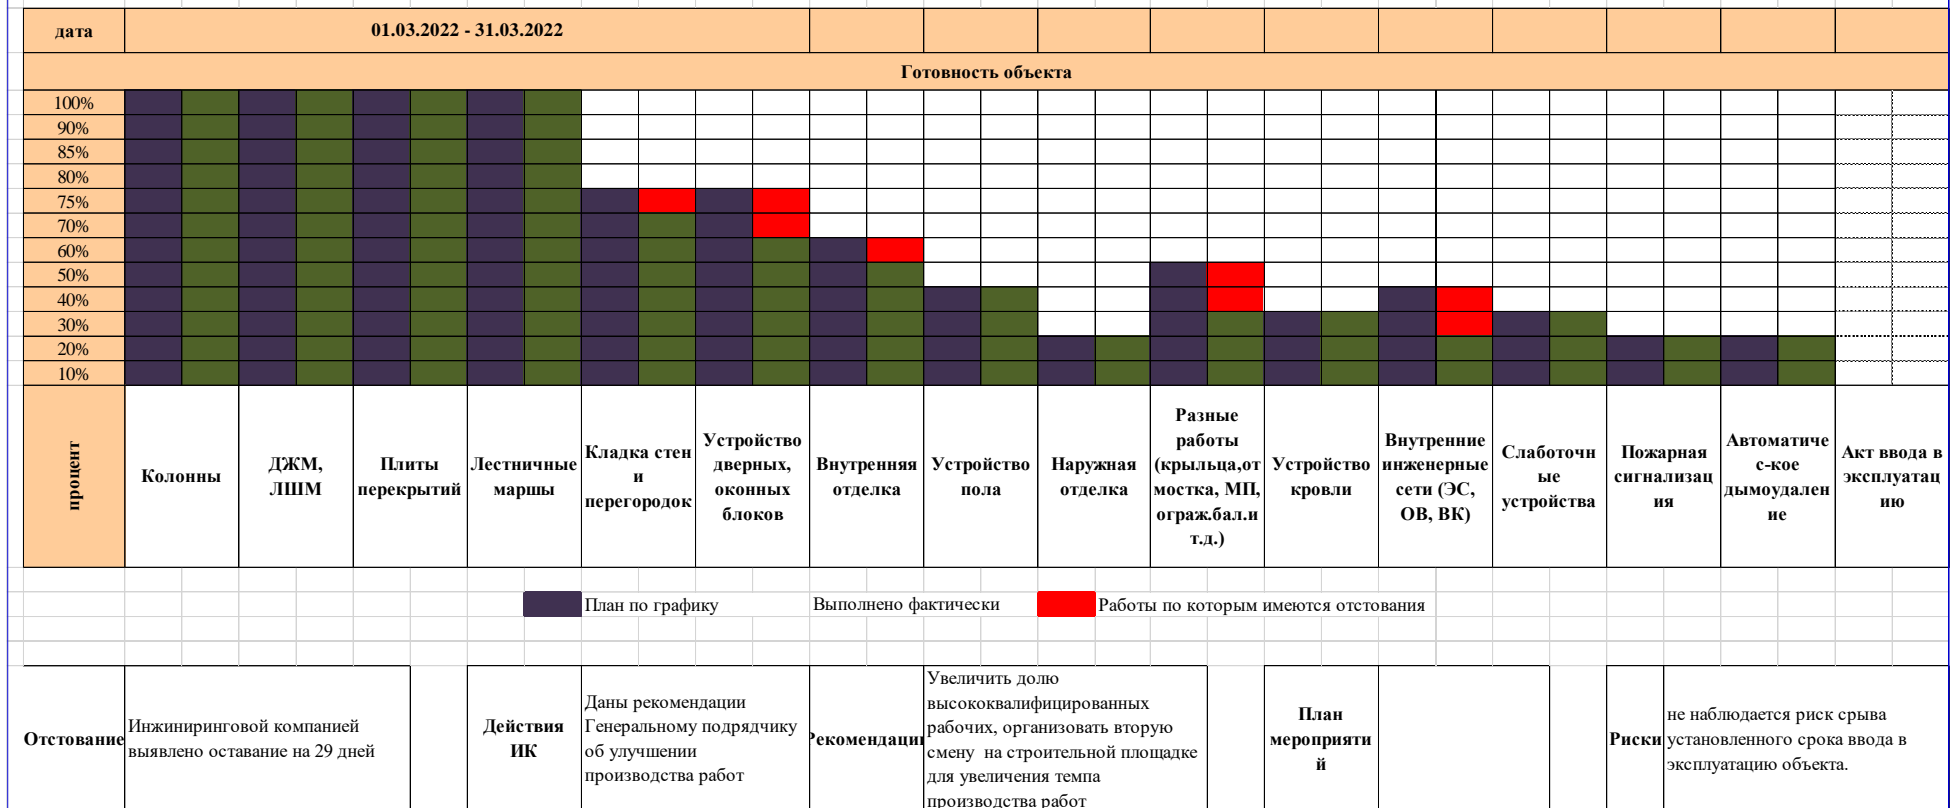 дата
01.03.2022 - 31.03.2022
Готовность объекта
100%
90%
85%
80%
75%
70%
60%
50%
40%
30%
20%
10%
процент
Колонны
ДЖМ,
ЛШМ
Плиты
перекрытий
Лестничные
марши
Кладка стен
и
перегородок
Устройство
дверных,
оконных
блоков
Внутренняя
отделка
Устройство
пола
Наружная
отделка
Разные
работы
(крыльца,от
мостка, МП,
ограж.бал.и
т.д.)
Устройство
кровли
Внутренние
инженерные
сети (ЭС,
ОВ, ВК)
Слаботочн
ые
устройства
Пожарная
сигнализац
ия
Автоматиче
с-кое
дымоудален
ие
Акт ввода в
эксплуатац
ию
План по графику
Выполнено фактически
Работы по которым имеются отстования
Отстование
Инжиниринговой компанией
выявлено оставание на 29 дней
Действия
ИК
Даны рекомендации
Генеральному подрядчику
об улучшении
производства работ
Рекомендации
Увеличить долю
высококвалифицированных
рабочих, организовать вторую
смену на строительной площадке
для увеличения темпа
производства работ
План
мероприяти
й
Риски
не наблюдается риск срыва
установленного срока ввода в
эксплуатацию объекта.